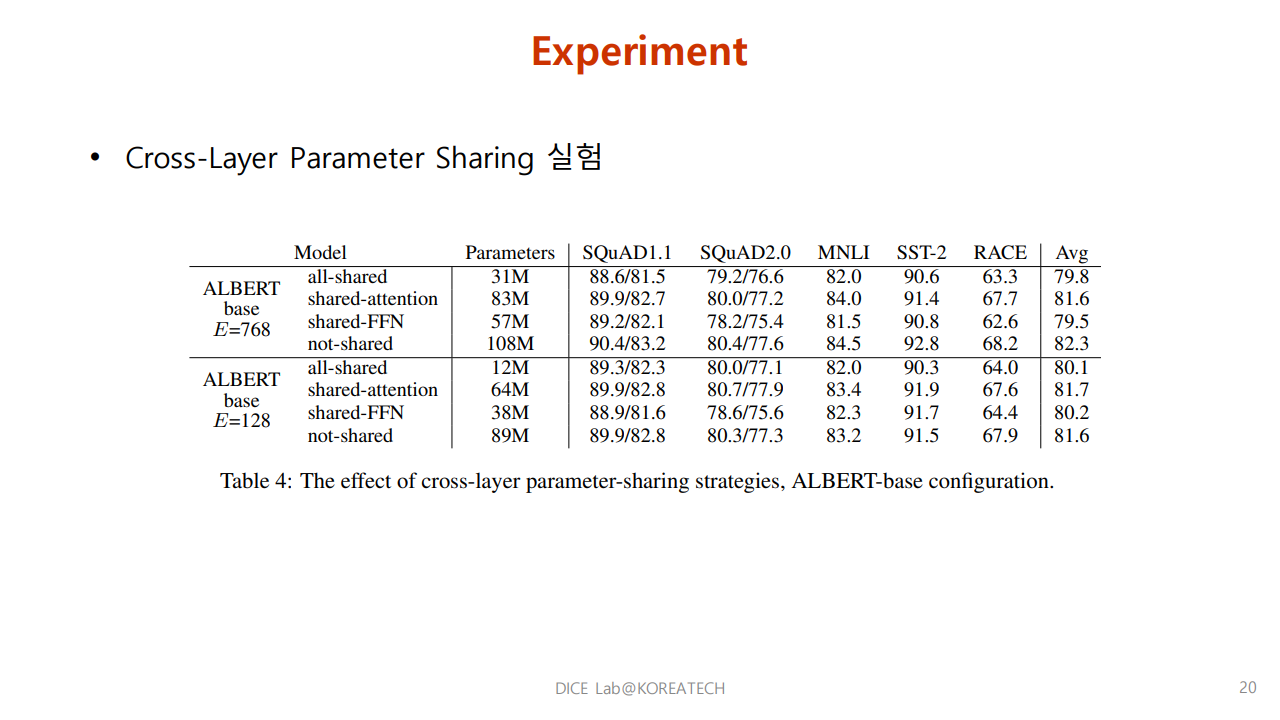 Experiment
• Cross-Layer Parameter Sharing 실험
Model Parameters SQuAD1.1 SQuAD2.0 MNLI SST-2 RACE Avg
ALBERT base E=768
all-shared 31M 88.6/81.5 79.2/76.6 82.0 90.6 63.3 79.8
shared-attention 83M 89.9/82.7 80.0/77.2 84.0 91.4 67.7 81.6
shared-FFN 57M 89.2/82.1 78.2/75.4 81.5 90.8 62.6 79.5
not-shared 108M 90.4/83.2 80.4/77.6 84.5 92.8 68.2 82.3
ALBERT base E=128
all-shared 12M 89.3/82.3 80.0/77.1 82.0 90.3 64.0 80.1
shared-attention 64M 89.9/82.8 80.7/77.9 83.4 91.9 67.6 81.7
shared-FFN 38M 88.9/81.6 78.6/75.6 82.3 91.7 64.4 80.2
not-shared 89M 89.9/82.8 80.3/77.3 83.2 91.5 67.9 81.6
Table 4: The effect of cross-layer parameter-sharing strategies, ALBERT-base configuration.
DICE Lab@KOREATECH
20